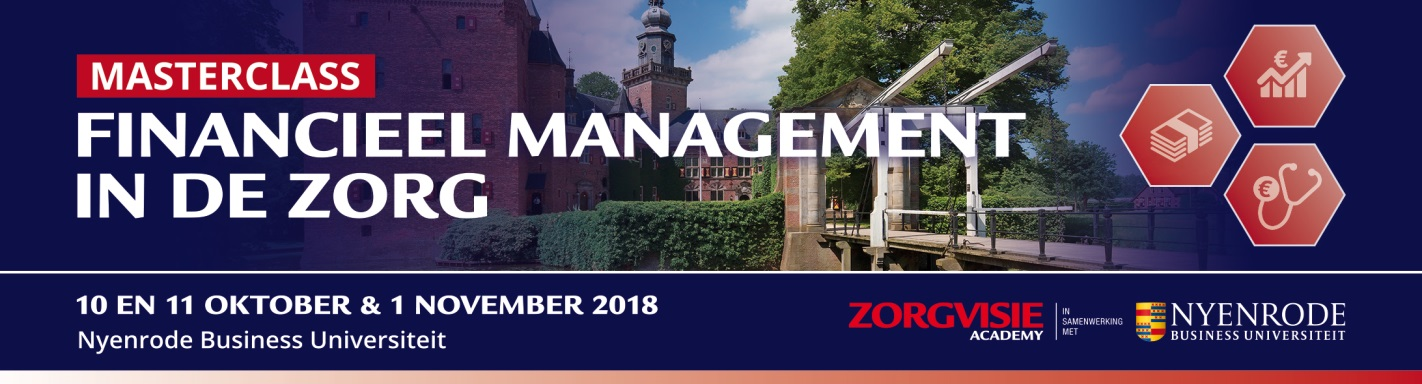 MASTERCLASS
FINANCIEEL MANAGEMENT
IN DE ZORG
10 EN 11 OKTOBER & 1 NOVEMBER 2018
Nyenrode Business Universiteit
ZORGVISIE
ACADEMY
IN
SAMENWERKING
MET
NYENRODE
BUSINESS UNIVERSITEIT